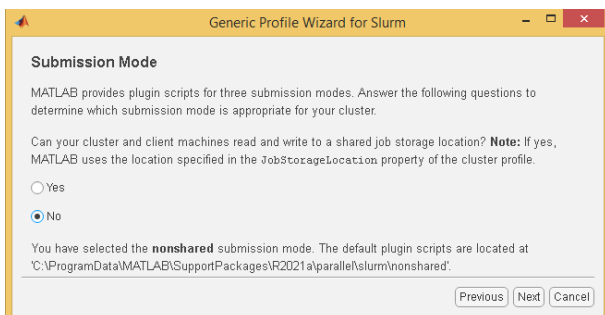 Generic Profile Wizard for Slurm
Submission Mode
MATLAB provides plugin scripts for three submission modes. Answer the following questions to
determine which submission mode is appropriate for your cluster.
Can your cluster and client machines read and write to a shared job storage location? Note: If yes,
MATLAB uses the location specified in the JobStorageLocation property of the cluster profile.
Yes
No
You have selected the nonshared submission mode. The default plugin scripts are located at
'C:\ProgramData\MATLAB\SupportPackages\R2021a\parallel\slurm\nonshared'.
Previous Next Cancel